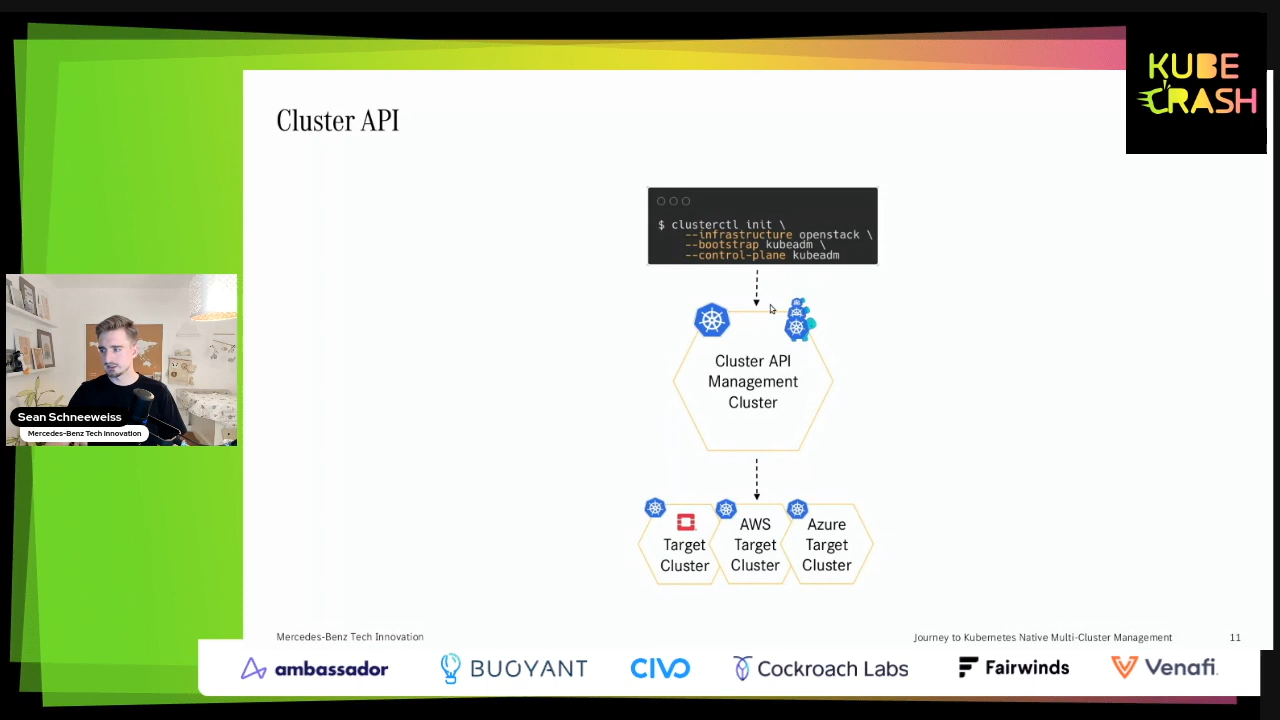 KUBE
CRASH
Cluster API
$ clusterctl init \
--infrastructure openstack \
--bootstrap kubeadm \
--control-plane kubeadm
Cluster API
Management
Cluster
Target
Cluster
AWS
Target
Cluster
Azure
Target
Cluster
Sean Schneeweiss
Mercedes-Benz Tech Innovation
Mercedes-Benz Tech Innovation
Journey to Kubernetes Native Multi-Cluster Management
11
ambassador
BUOYANT
CIVO
Cockroach Labs
Fairwinds
Venafi